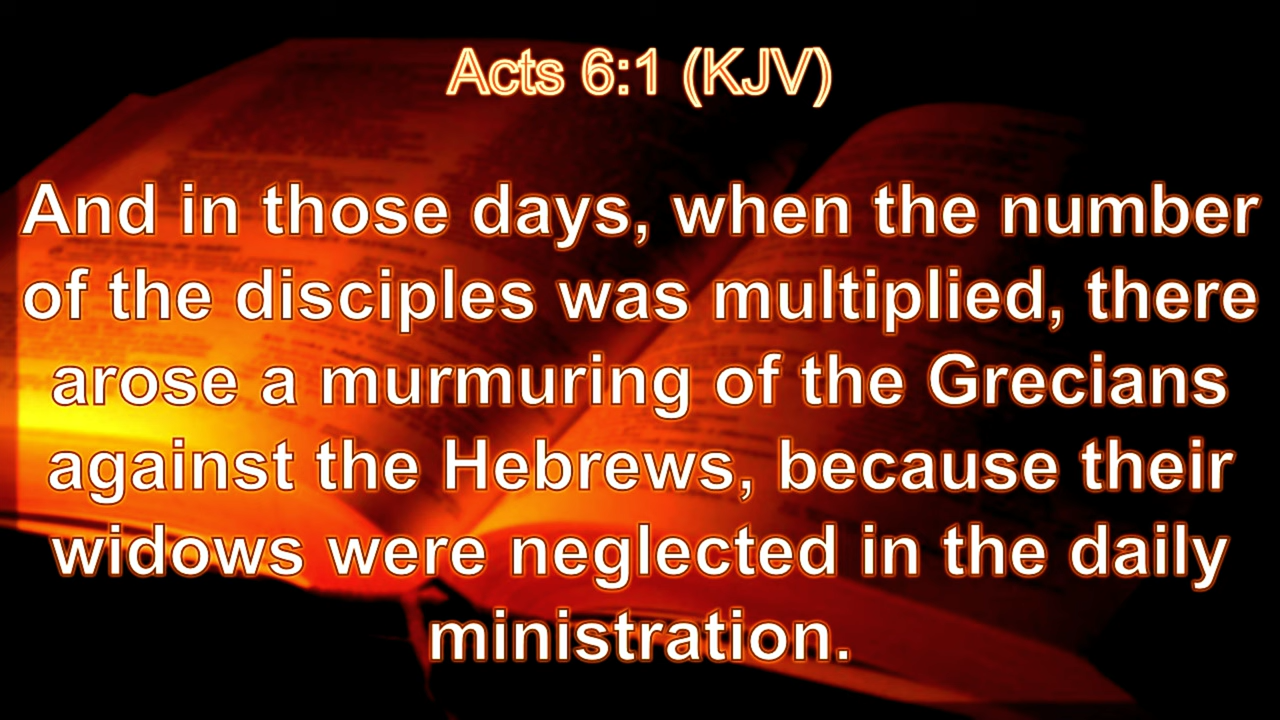 Acts 6:1 (KJV)
And in those days, when the number
of the disciples was multiplied, there
arose a murmuring of the Grecians
against the Hebrews, because their
widows were neglected in the daily
ministration.